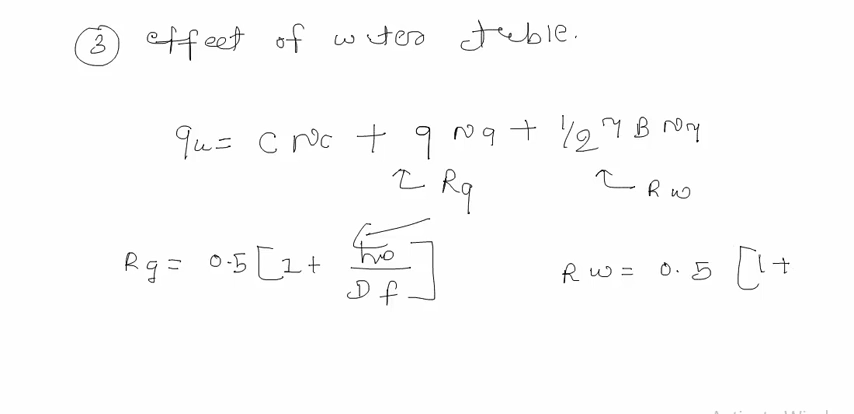 ③ effect of water table.
qu = C Nc + q Nq + 1/2 γ B Nγ
↑ Rq ↑ Rw
Rq = 0.5 [1 + hw/Df] Rw = 0.5 [1 +